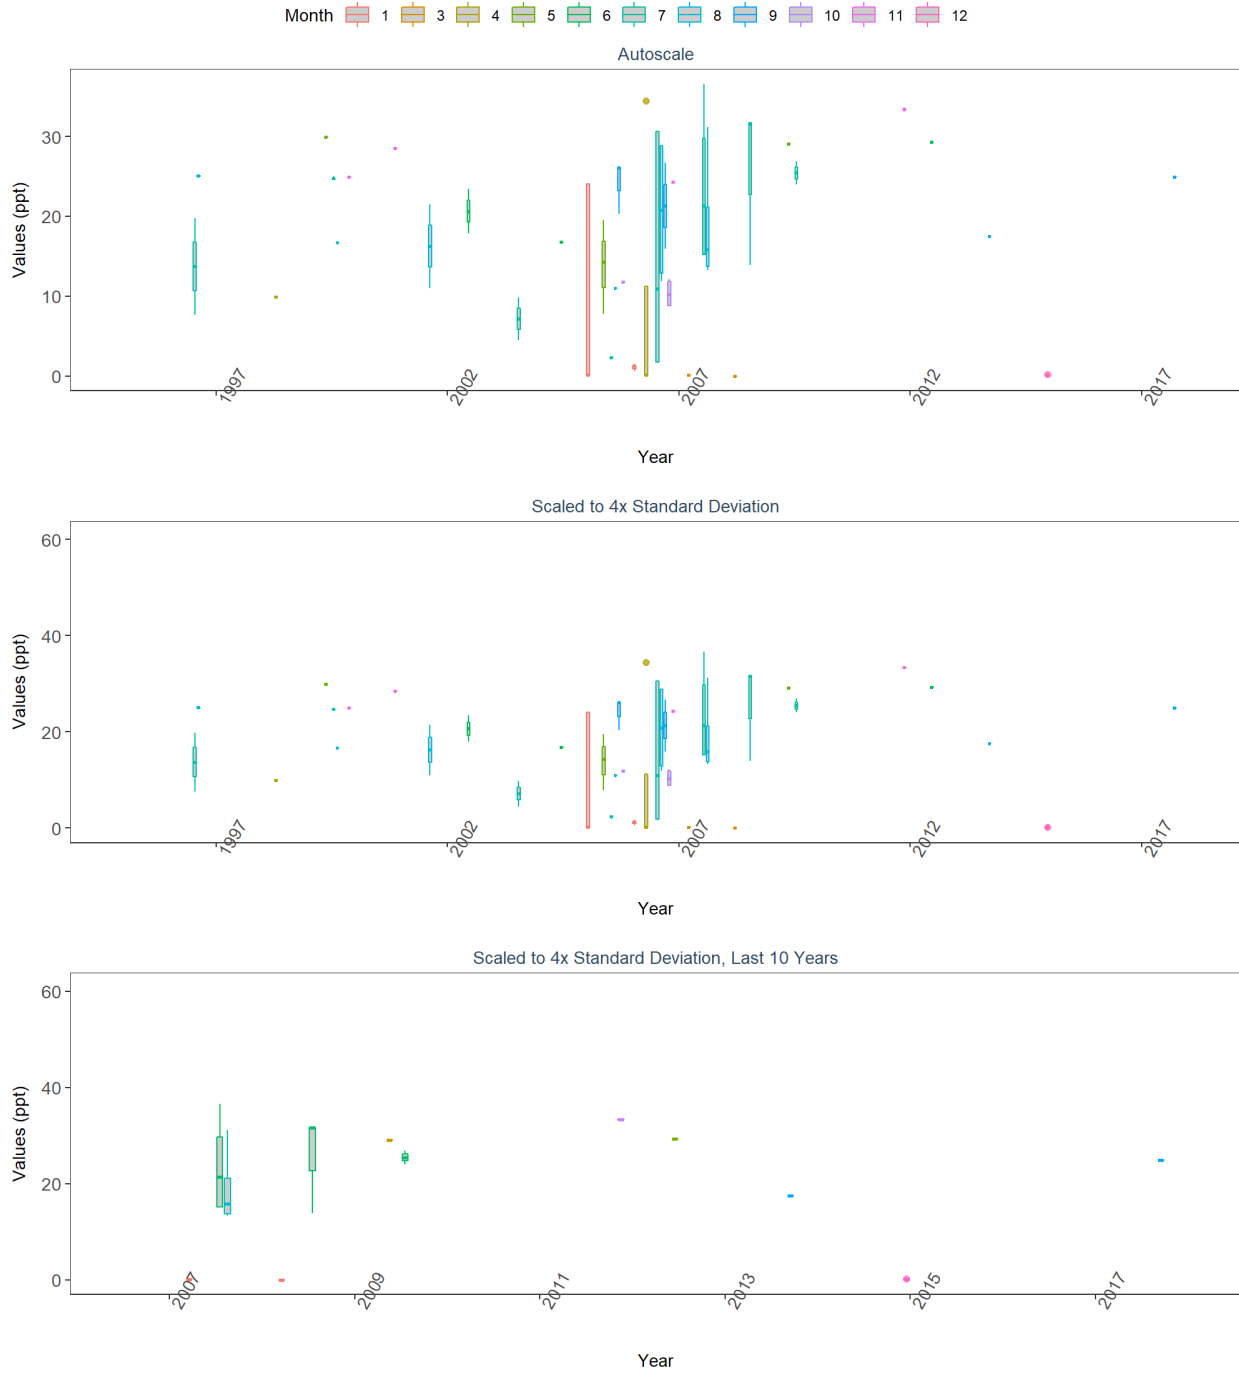 Month 1 3 4 5 6 7 8 9 10 11 12
Autoscale
Values (ppt)
30
20
10
0
1997 2002 2007 2012 2017
Year
Scaled to 4x Standard Deviation
Values (ppt)
60
40
20
0
1997 2002 2007 2012 2017
Year
Scaled to 4x Standard Deviation, Last 10 Years
Values (ppt)
60
40
20
0
2007 2009 2011 2013 2015 2017
Year